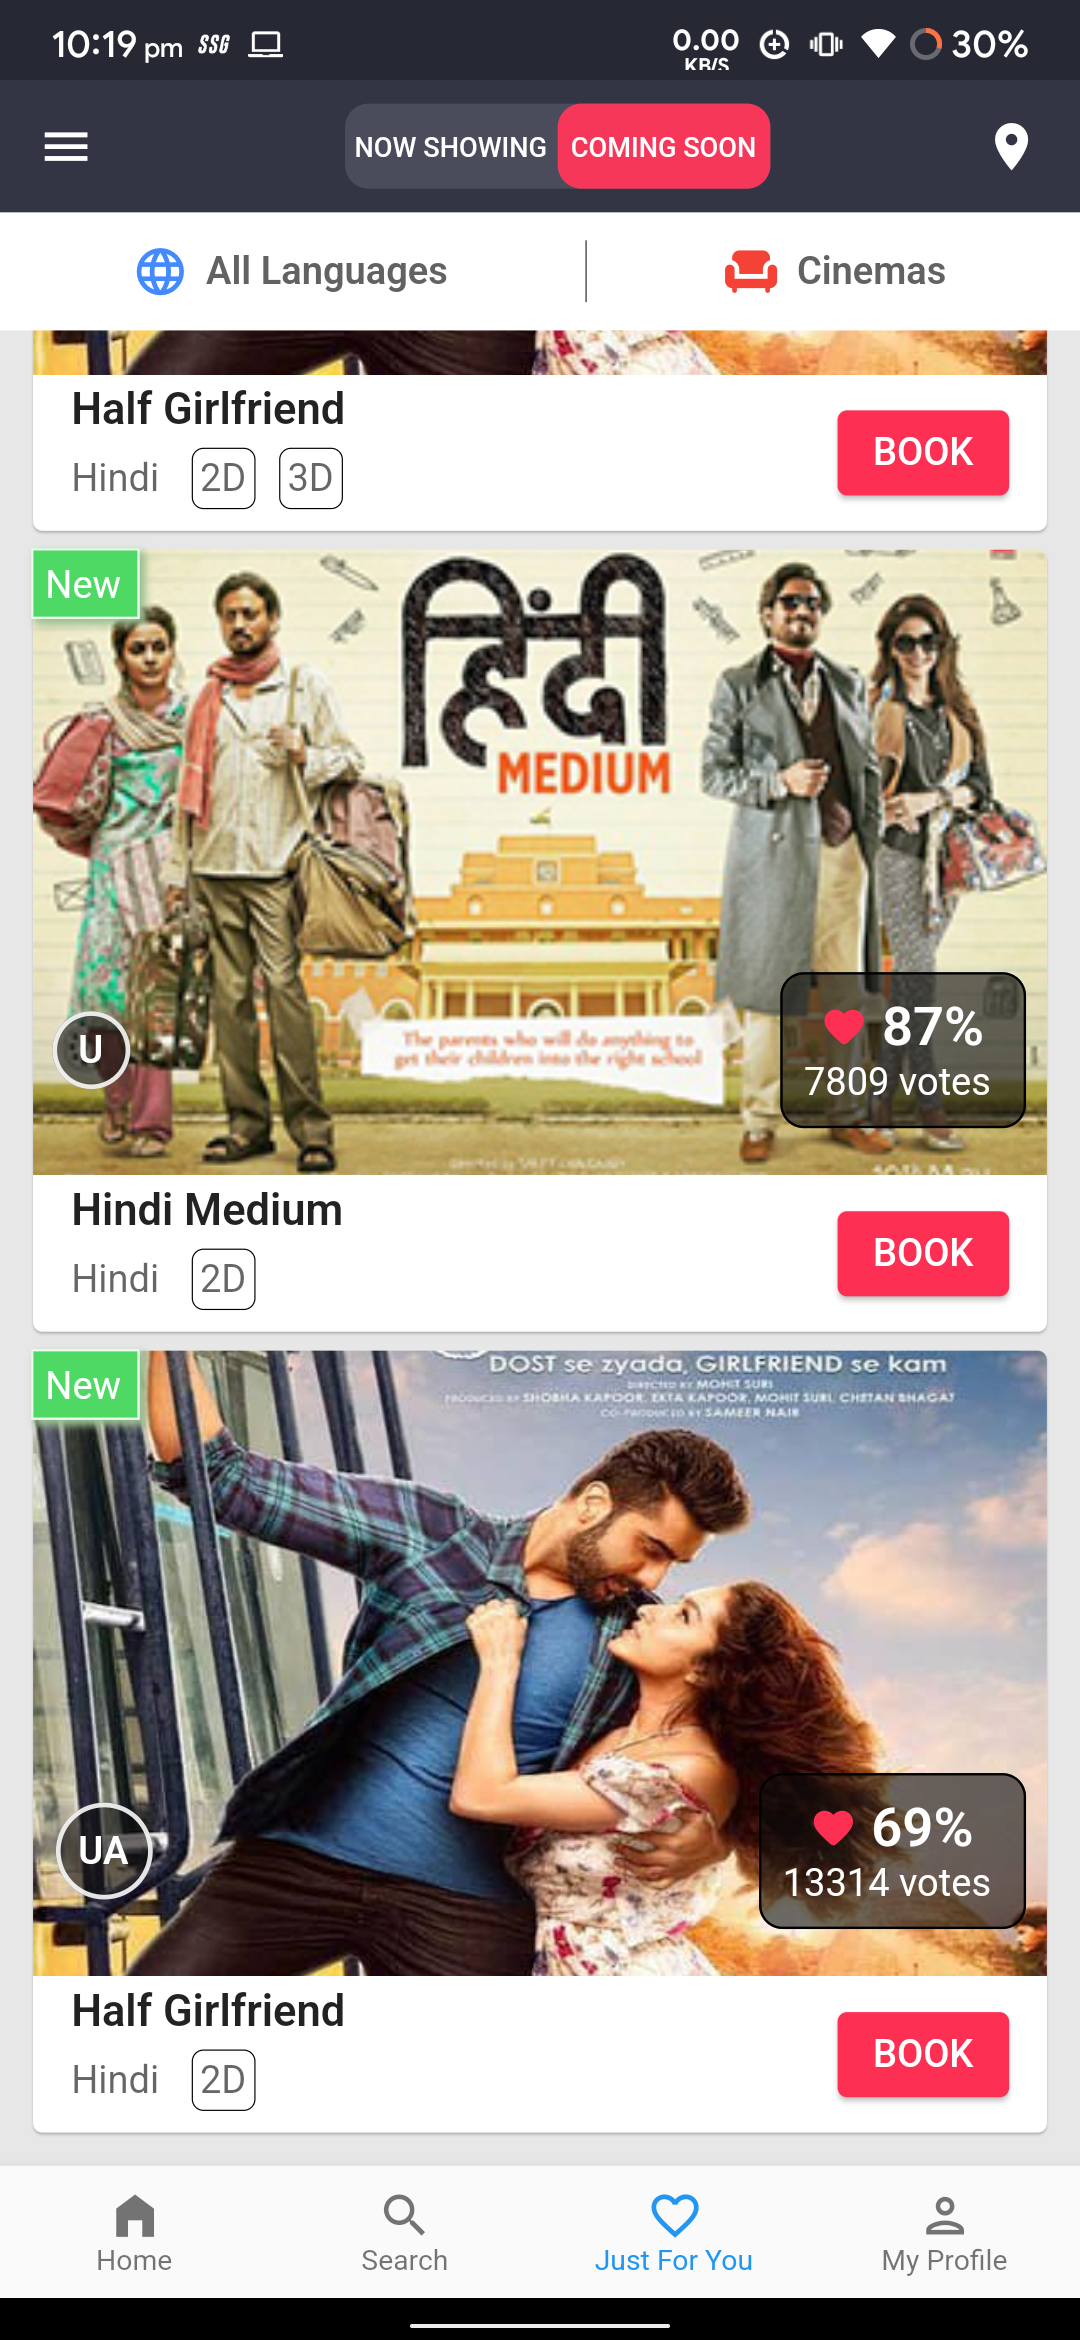 10:19 pm SSG 0.00 KB/S 30%
NOW SHOWING COMING SOON
All Languages Cinemas
Half Girlfriend
BOOK
Hindi 2D 3D
New
हिंदी
MEDIUM
The parents who will do anything to
get their children into the right school
U
87%
7809 votes
Hindi Medium
BOOK
Hindi 2D
New
DOST se zyada, GIRLFRIEND se kam
DIRECTED BY MOHIT SURI
PRODUCED BY SHOBHA KAPOOR, EKTA KAPOOR, MOHIT SURI, CHETAN BHAGAT
CO-PRODUCED BY SAMEER NAIR
UA
69%
13314 votes
Half Girlfriend
BOOK
Hindi 2D
Home Search Just For You My Profile